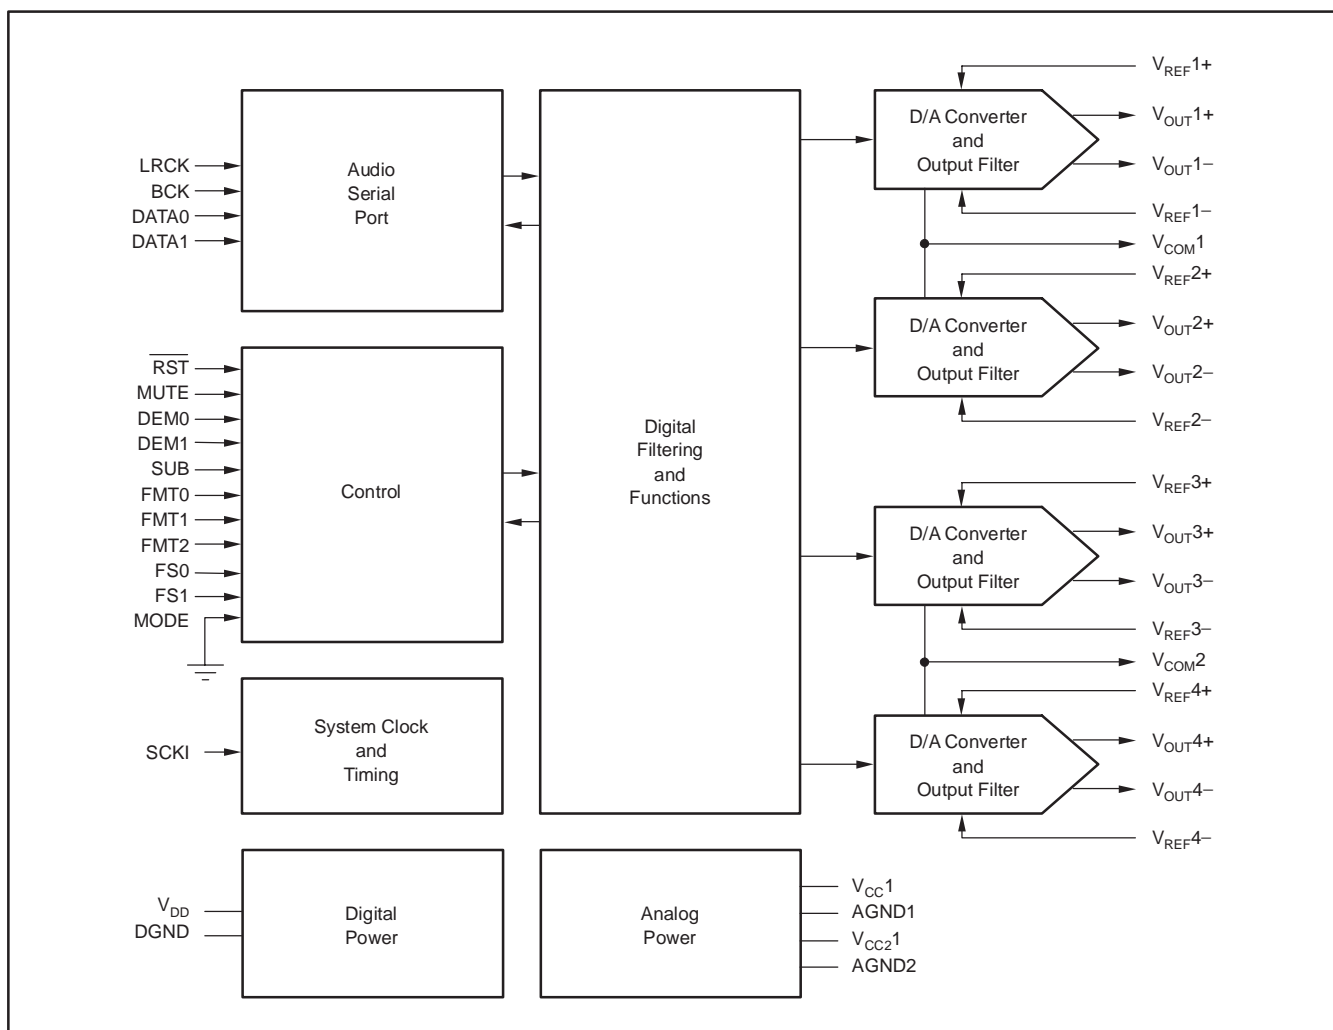 LRCK
BCK
DATA0
DATA1
Audio
Serial
Port
RST
MUTE
DEM0
DEM1
SUB
FMT0
FMT1
FMT2
FS0
FS1
MODE
Control
SCKI
System Clock
and
Timing
VDD
DGND
Digital
Power
Digital
Filtering
and
Functions
Analog
Power
VCC1
AGND1
VCC21
AGND2
D/A Converter
and
Output Filter
VREF1+
VOUT1+
VOUT1–
VREF1–
VCOM1
D/A Converter
and
Output Filter
VREF2+
VOUT2+
VOUT2–
VREF2–
D/A Converter
and
Output Filter
VREF3+
VOUT3+
VOUT3–
VREF3–
VCOM2
D/A Converter
and
Output Filter
VREF4+
VOUT4+
VOUT4–
VREF4–